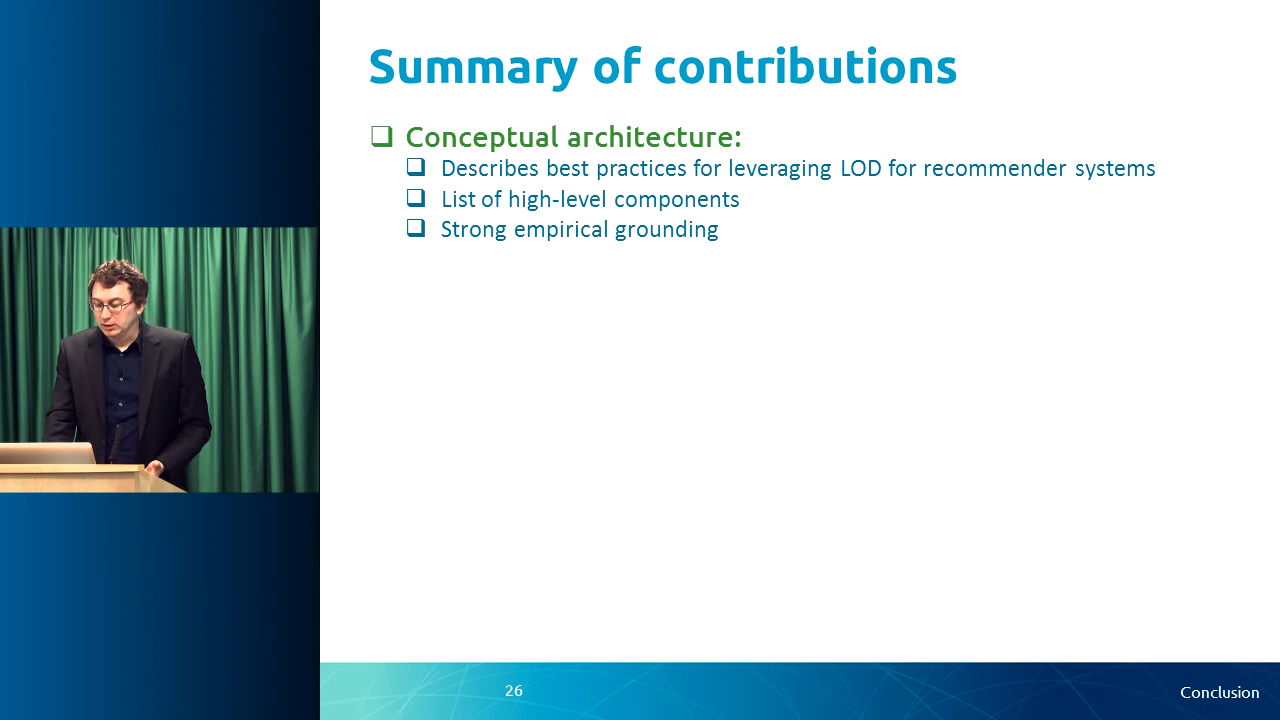 Summary of contributions
Conceptual architecture:
Describes best practices for leveraging LOD for recommender systems
List of high-level components
Strong empirical grounding
26
Conclusion